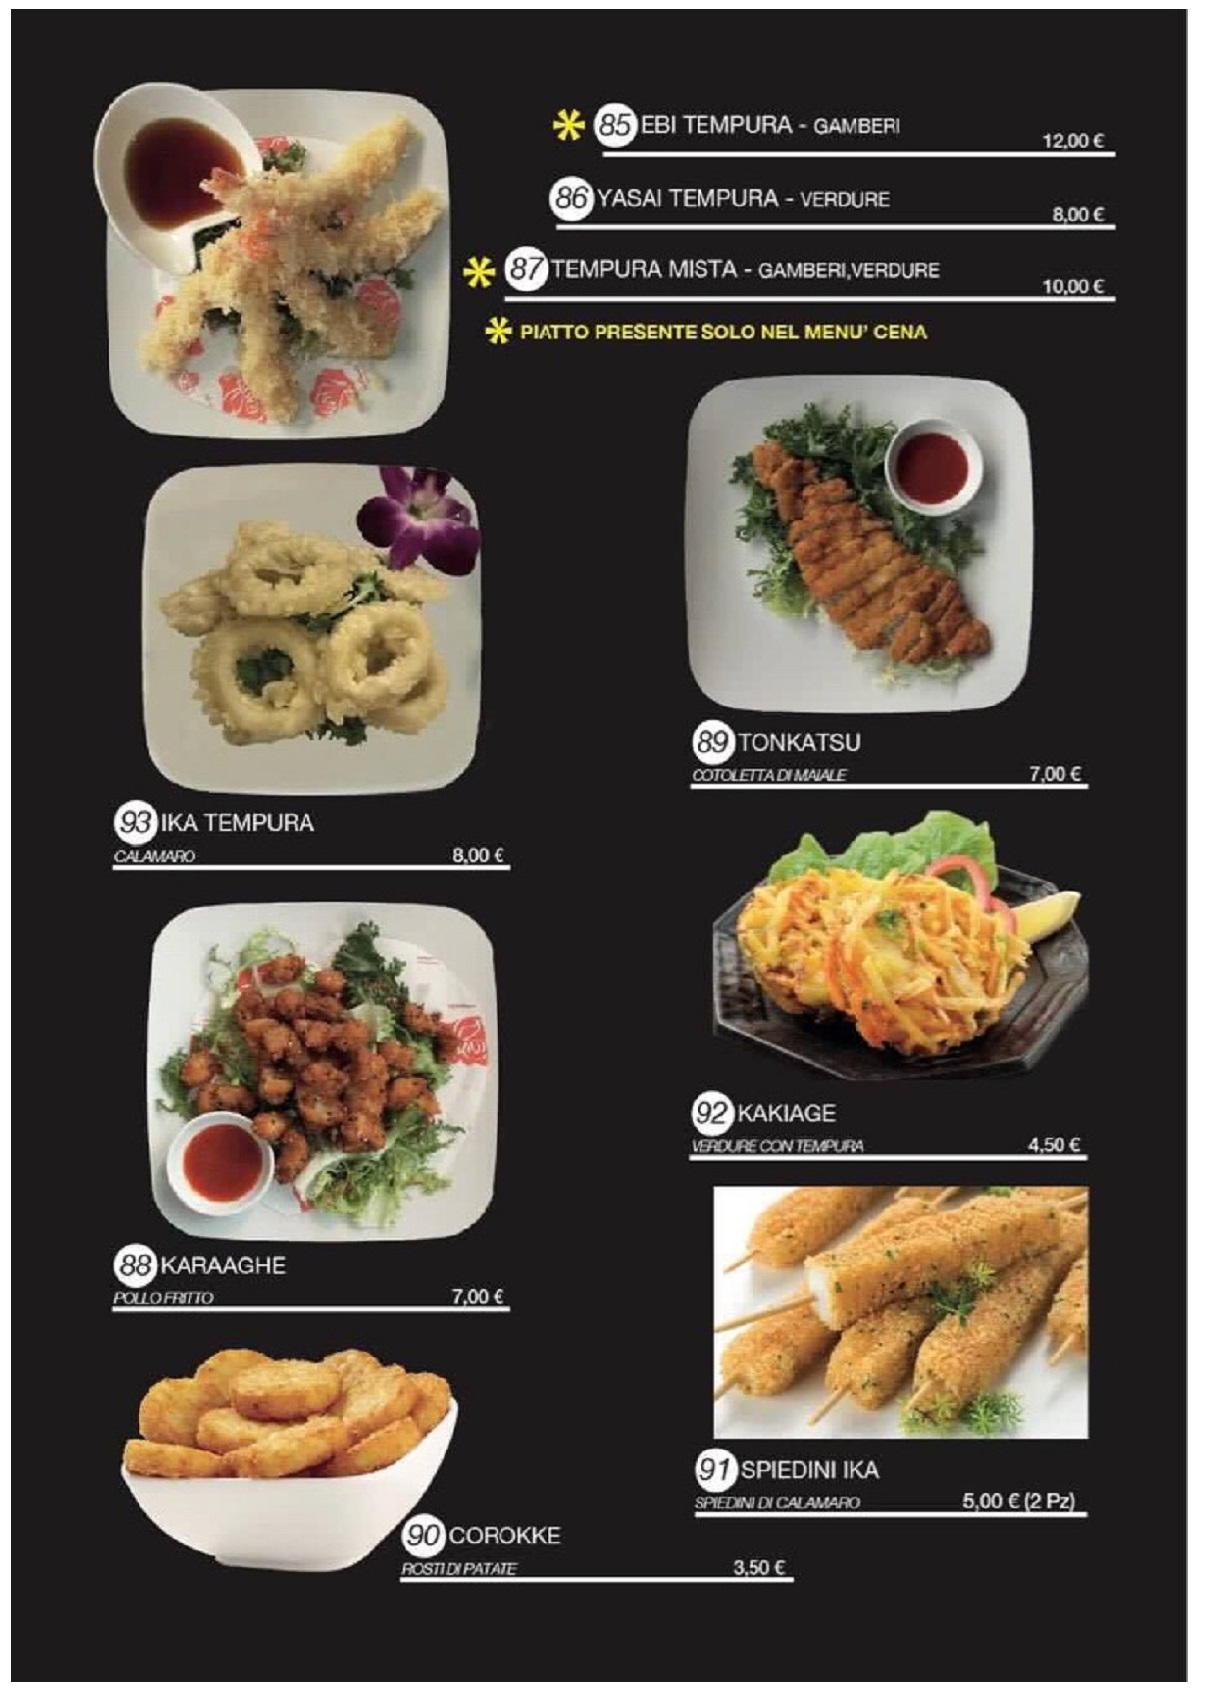 85 EBI TEMPURA - GAMBERI
12,00 €
86 YASAI TEMPURA - VERDURE
8,00 €
87 TEMPURA MISTA - GAMBERI,VERDURE
10,00 €
* PIATTO PRESENTE SOLO NEL MENU' CENA
89 TONKATSU
COTOLETTA DI MAIALE 7,00 €
93 IKA TEMPURA
CALAMARO 8,00 €
92 KAKIAGE
VERDURE CON TEMPURA 4,50 €
88 KARAAGHE
POLLO FRITTO 7,00 €
91 SPIEDINI IKA
SPIEDINI DI CALAMARO 5,00 € (2 Pz)
90 COROKKE
ROSTI DI PATATE 3,50 €